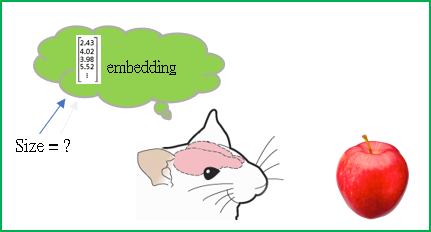 2.43
4.02
3.98
5.52
⋮
embedding
Size = ?